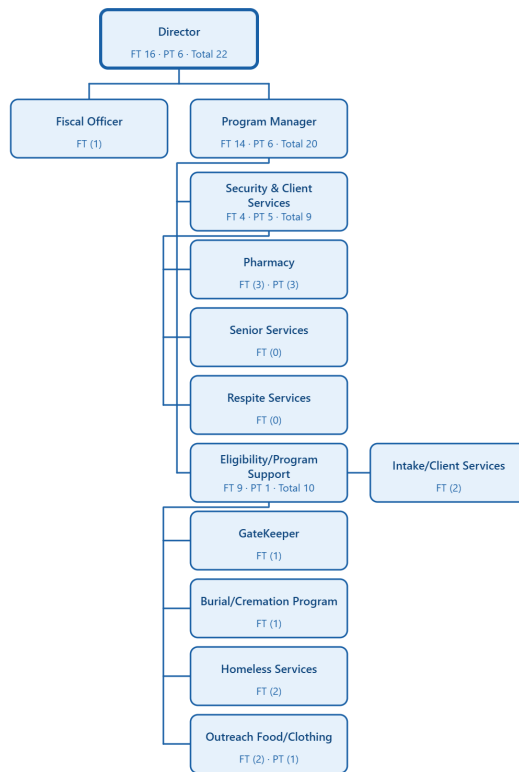 Director
FT 16 · PT 6 · Total 22
Fiscal Officer
FT (1)
Program Manager
FT 14 · PT 6 · Total 20
Security & Client
Services
FT 4 · PT 5 · Total 9
Pharmacy
FT (3) · PT (3)
Senior Services
FT (0)
Respite Services
FT (0)
Eligibility/Program
Support
FT 9 · PT 1 · Total 10
Intake/Client Services
FT (2)
GateKeeper
FT (1)
Burial/Cremation Program
FT (1)
Homeless Services
FT (2)
Outreach Food/Clothing
FT (2) · PT (1)